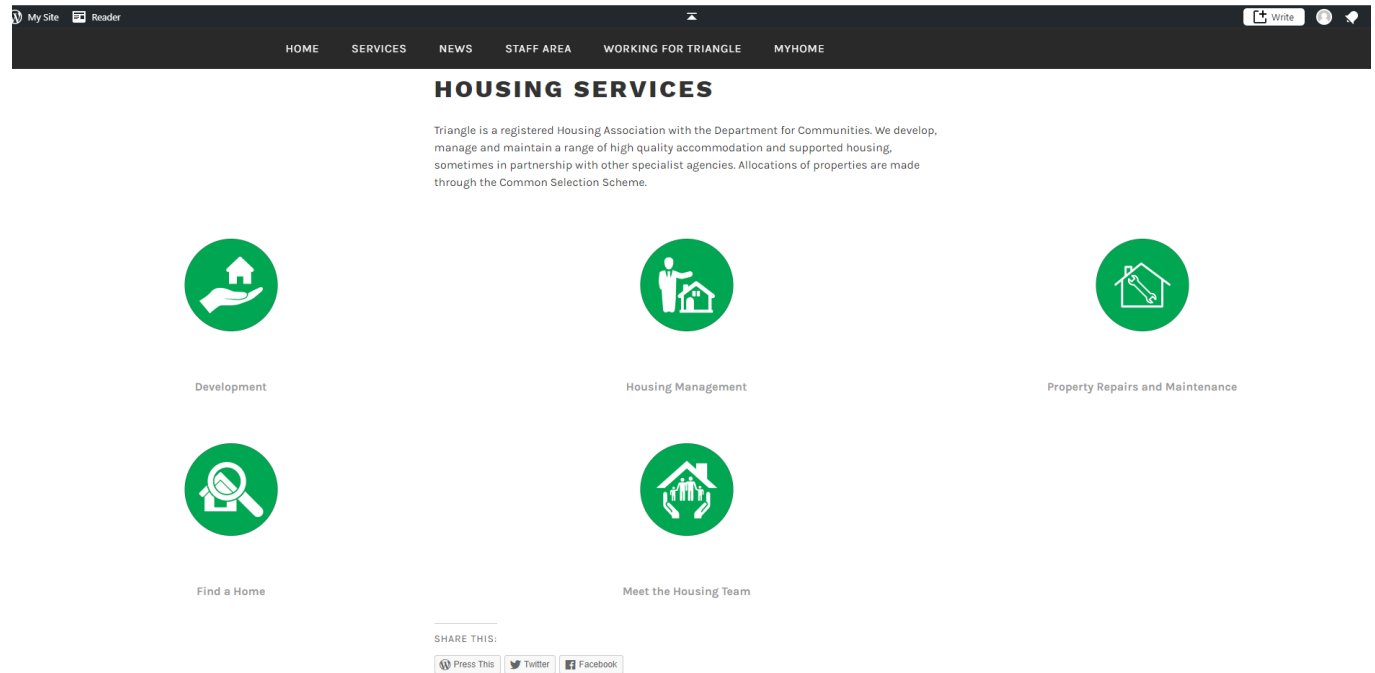 My Site Reader Write
HOME SERVICES NEWS STAFF AREA WORKING FOR TRIANGLE MYHOME
HOUSING SERVICES
Triangle is a registered Housing Association with the Department for Communities. We develop,
manage and maintain a range of high quality accommodation and supported housing,
sometimes in partnership with other specialist agencies. Allocations of properties are made
through the Common Selection Scheme.
Development Housing Management Property Repairs and Maintenance
Find a Home Meet the Housing Team
SHARE THIS:
Press This Twitter Facebook